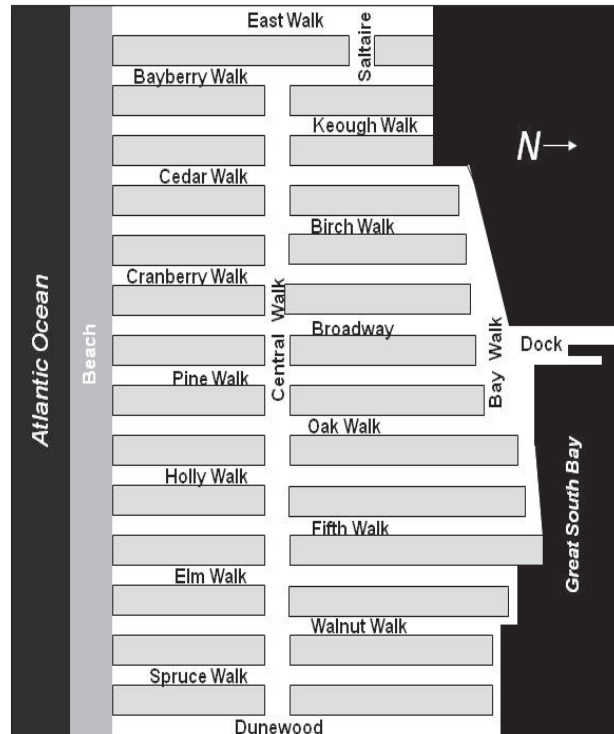 East Walk
Saltaire
Bayberry Walk
Keough Walk
N
Cedar Walk
Birch Walk
Cranberry Walk
Central Walk
Broadway
Bay Walk
Dock
Atlantic Ocean
Beach
Pine Walk
Oak Walk
Holly Walk
Fifth Walk
Great South Bay
Elm Walk
Walnut Walk
Spruce Walk
Dunewood